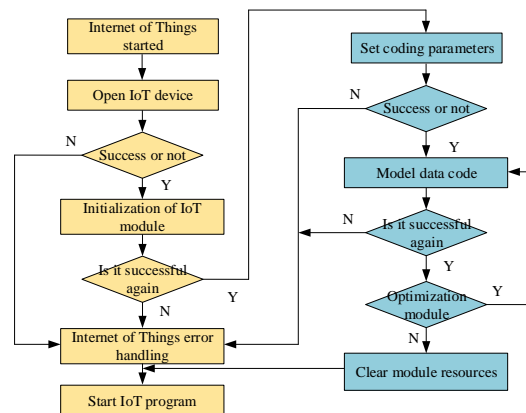 Internet of Things
started
Open IoT device
N
Success or not
Y
Initialization of IoT
module
Is it successful
again
Y
N
Internet of Things error
handling
Start IoT program
Set coding parameters
N
Success or not
Y
Model data code
N
Is it successful
again
Y
Optimization
module
Y
N
Clear module resources